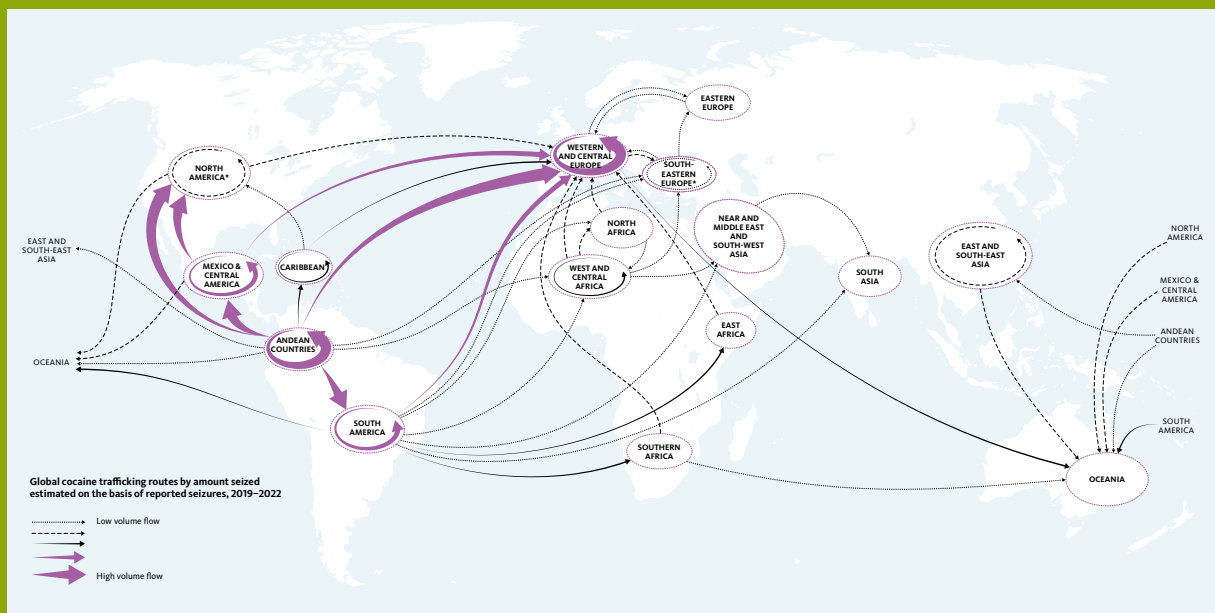 EASTERN
EUROPE
WESTERN
AND CENTRAL
EUROPE
SOUTH-
EASTERN
EUROPE*
NORTH
AMERICA*
NORTH
AFRICA
NEAR AND
MIDDLE EAST
AND
SOUTH-WEST
ASIA
EAST AND
SOUTH-EAST
ASIA
NORTH
AMERICA
EAST AND
SOUTH-EAST
ASIA
MEXICO &
CENTRAL
AMERICA
CARIBBEAN
WEST AND
CENTRAL
AFRICA
SOUTH
ASIA
MEXICO &
CENTRAL
AMERICA
EAST
AFRICA
ANDEAN
COUNTRIES
ANDEAN
COUNTRIES
OCEANIA
SOUTH
AMERICA
SOUTH
AMERICA
SOUTHERN
AFRICA
OCEANIA
Global cocaine trafficking routes by amount seized
estimated on the basis of reported seizures, 2019–2022
Low volume flow
High volume flow